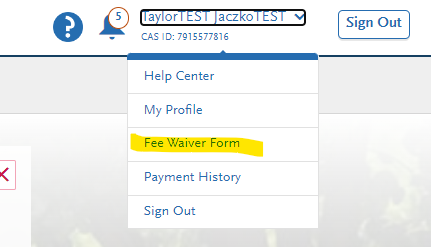 ?
5
TaylorTEST JaczkoTEST
CAS ID: 7915577816
Sign Out
Help Center
My Profile
Fee Waiver Form
Payment History
Sign Out